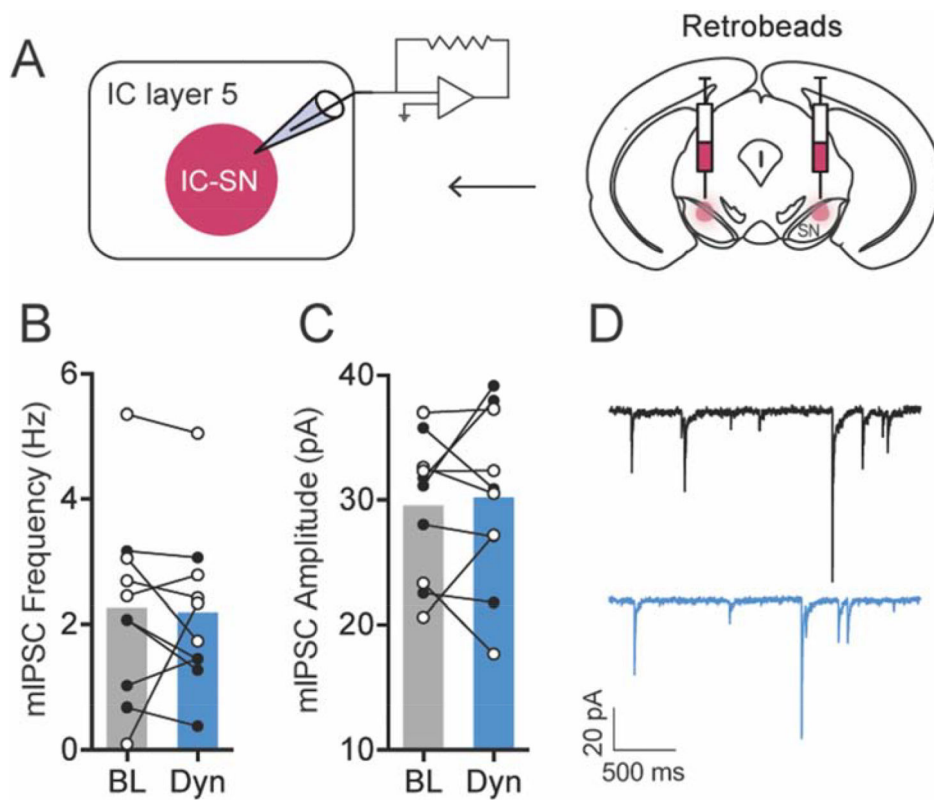 A
IC layer 5
IC-SN
Retrobeads
SN
B
mIPSC Frequency (Hz)
6
4
2
0
BL Dyn
C
mIPSC Amplitude (pA)
40
30
20
10
BL Dyn
D
20 pA
500 ms